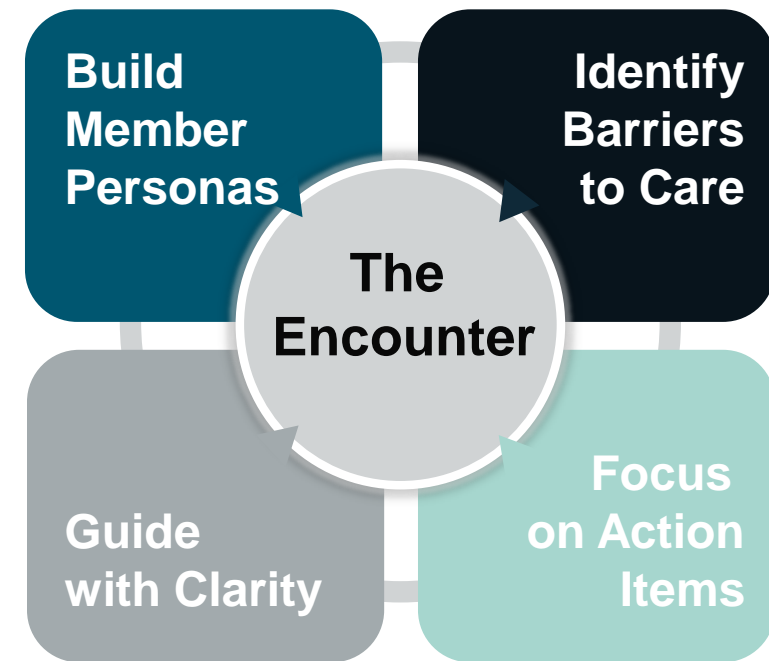 Build
Member
Personas
Identify
Barriers
to Care
The
Encounter
Guide
with Clarity
Focus
on Action
Items